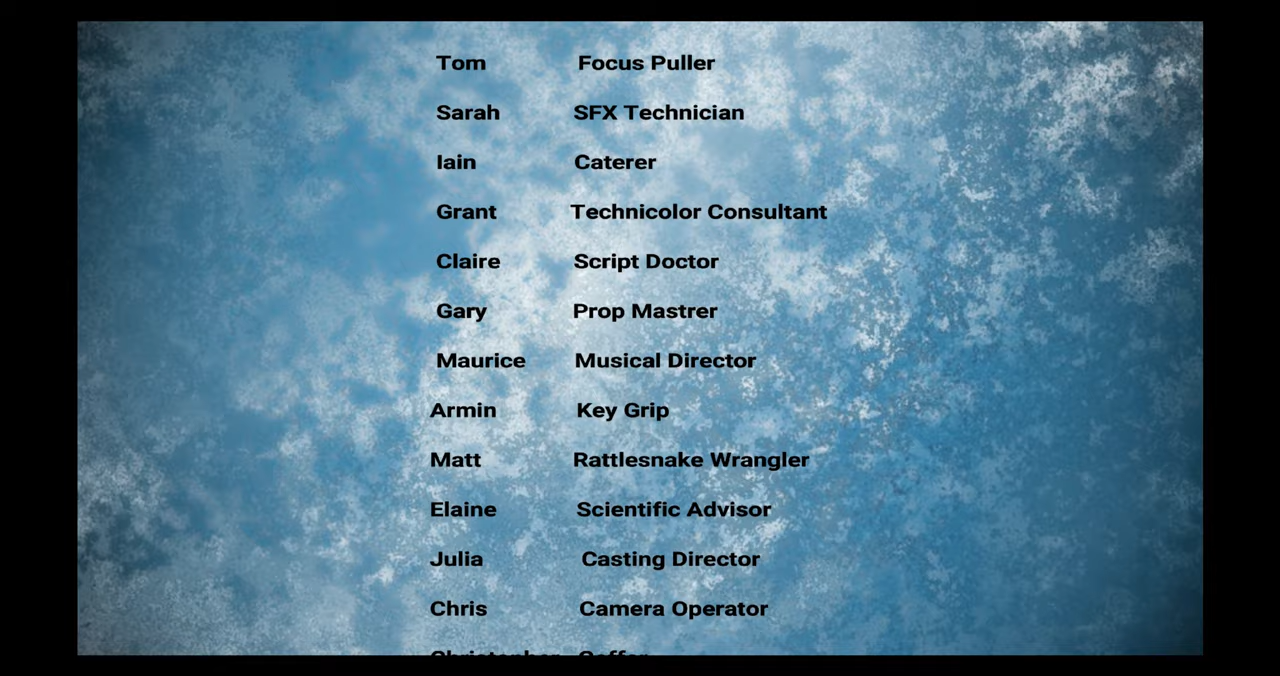 Tom Focus Puller
Sarah SFX Technician
Iain Caterer
Grant Technicolor Consultant
Claire Script Doctor
Gary Prop Mastrer
Maurice Musical Director
Armin Key Grip
Matt Rattlesnake Wrangler
Elaine Scientific Advisor
Julia Casting Director
Chris Camera Operator
Christopher